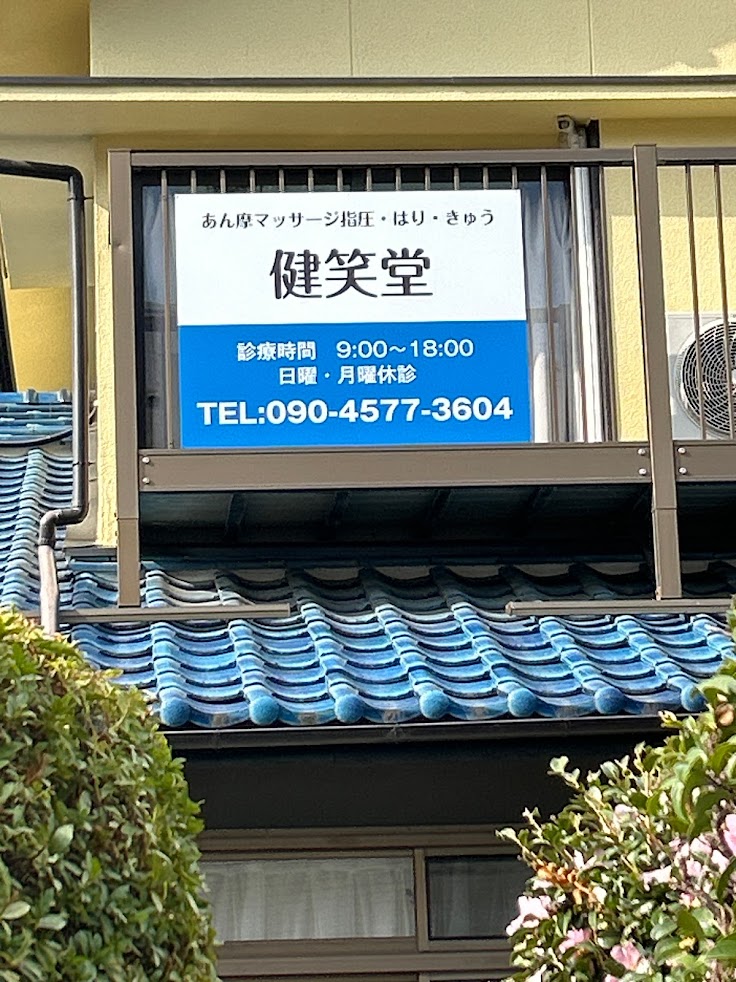 あん摩マッサージ指圧・はり・きゅう
健笑堂
診療時間　9:00〜18:00
日曜・月曜休診
TEL:090-4577-3604